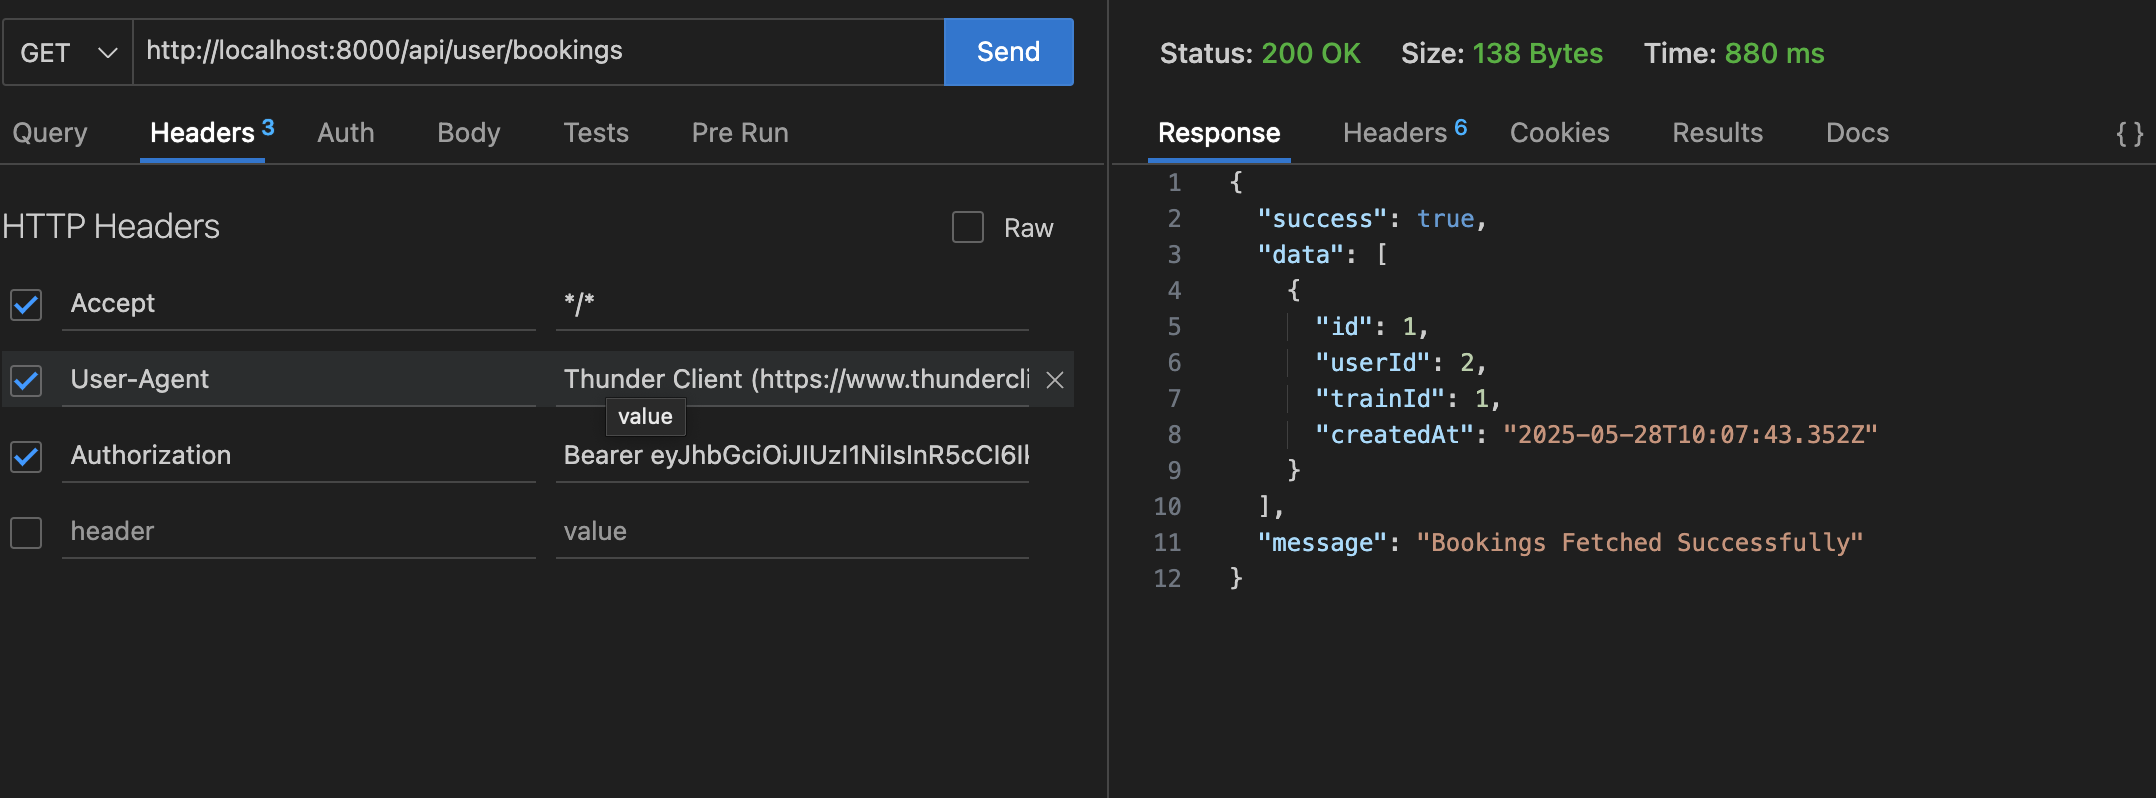 GET
http://localhost:8000/api/user/bookings
Send
Query
Headers 3
Auth
Body
Tests
Pre Run
HTTP Headers
Raw
Accept
*/*
User-Agent
Thunder Client (https://www.thundercli
value
Authorization
Bearer eyJhbGciOiJIUzI1NiIsInR5cCI6Ik
header
value
Status: 200 OK
Size: 138 Bytes
Time: 880 ms
Response
Headers 6
Cookies
Results
Docs
{ }
1 {
2 "success": true,
3 "data": [
4 {
5 "id": 1,
6 "userId": 2,
7 "trainId": 1,
8 "createdAt": "2025-05-28T10:07:43.352Z"
9 }
10 ],
11 "message": "Bookings Fetched Successfully"
12 }